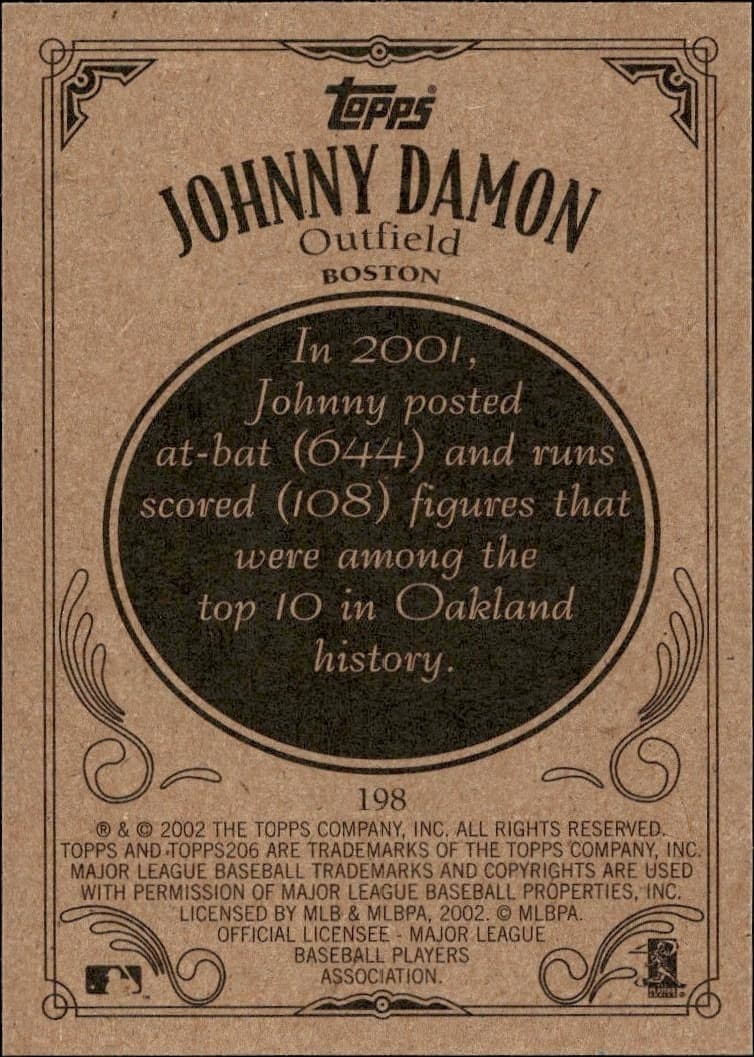 Topps®
JOHNNY DAMON
Outfield
BOSTON
In 2001,
Johnny posted
at-bat (644) and runs
scored (108) figures that
were among the
top 10 in Oakland
history.
198
® & © 2002 THE TOPPS COMPANY, INC. ALL RIGHTS RESERVED.
TOPPS AND TOPPS206 ARE TRADEMARKS OF THE TOPPS COMPANY, INC.
MAJOR LEAGUE BASEBALL TRADEMARKS AND COPYRIGHTS ARE USED
WITH PERMISSION OF MAJOR LEAGUE BASEBALL PROPERTIES, INC.
LICENSED BY MLB & MLBPA, 2002. © MLBPA.
OFFICIAL LICENSEE - MAJOR LEAGUE
BASEBALL PLAYERS
ASSOCIATION.